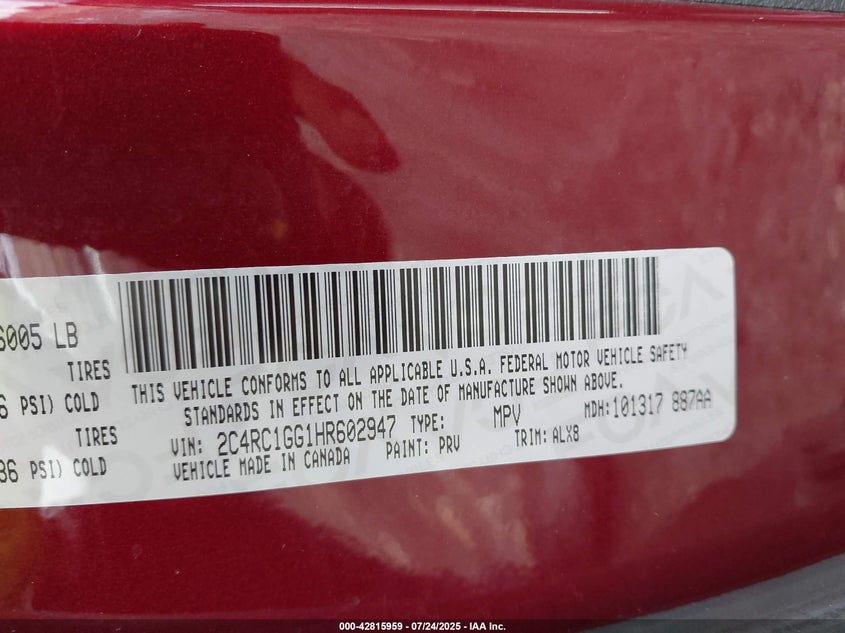 6005 LB
TIRES
6 PSI) COLD
TIRES
36 PSI) COLD
THIS VEHICLE CONFORMS TO ALL APPLICABLE U.S.A. FEDERAL MOTOR VEHICLE SAFETY
STANDARDS IN EFFECT ON THE DATE OF MANUFACTURE SHOWN ABOVE.
VIN: 2C4RC1GG1HR602947 TYPE: MPV MDH: 101317 887AA
VEHICLE MADE IN CANADA PAINT: PRV TRIM: ALX8
000-42815959 — 07/24/2025 — IAA Inc.